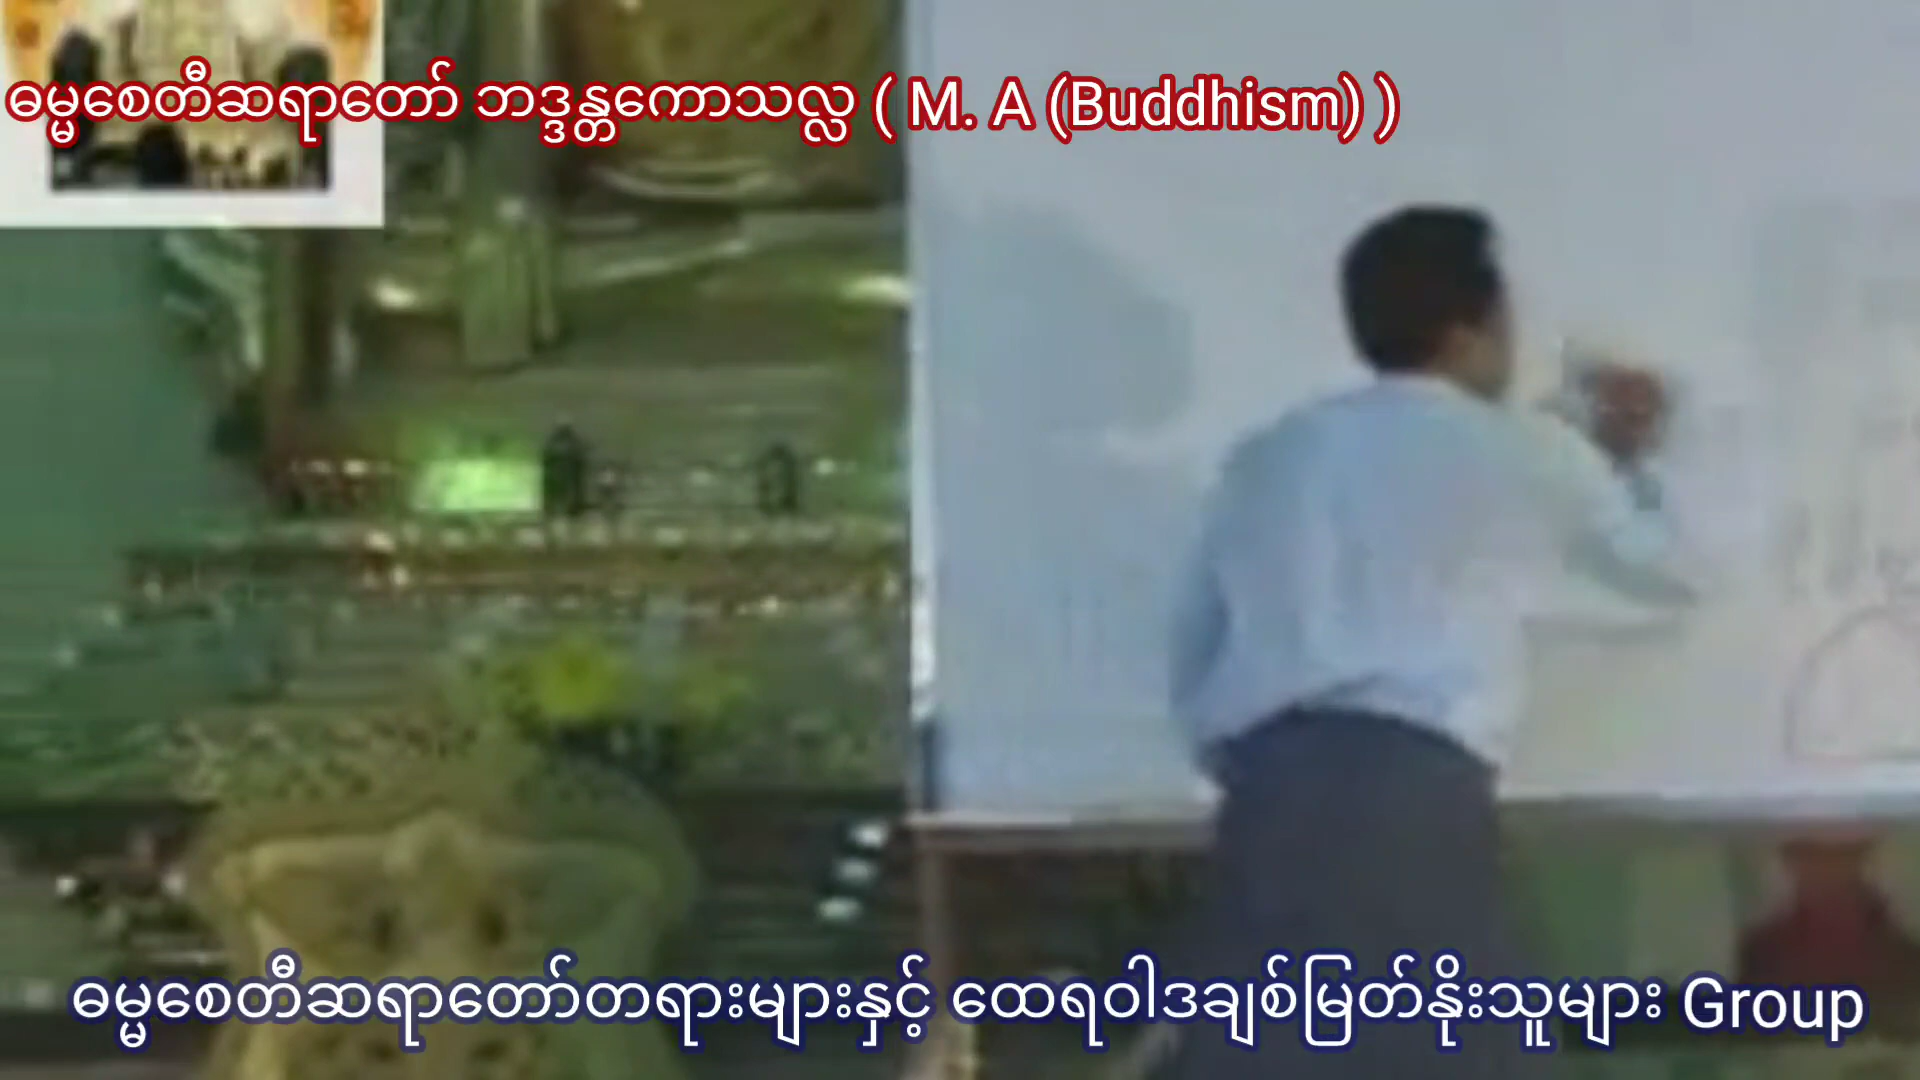 ဓမ္မစေတီဆရာတော် ဘဒ္ဒန္တကောသလ္လ ( M. A (Buddhism) )
ဓမ္မစေတီဆရာတော်တရားများနှင့် ထေရဝါဒချစ်မြတ်နိုးသူများ Group